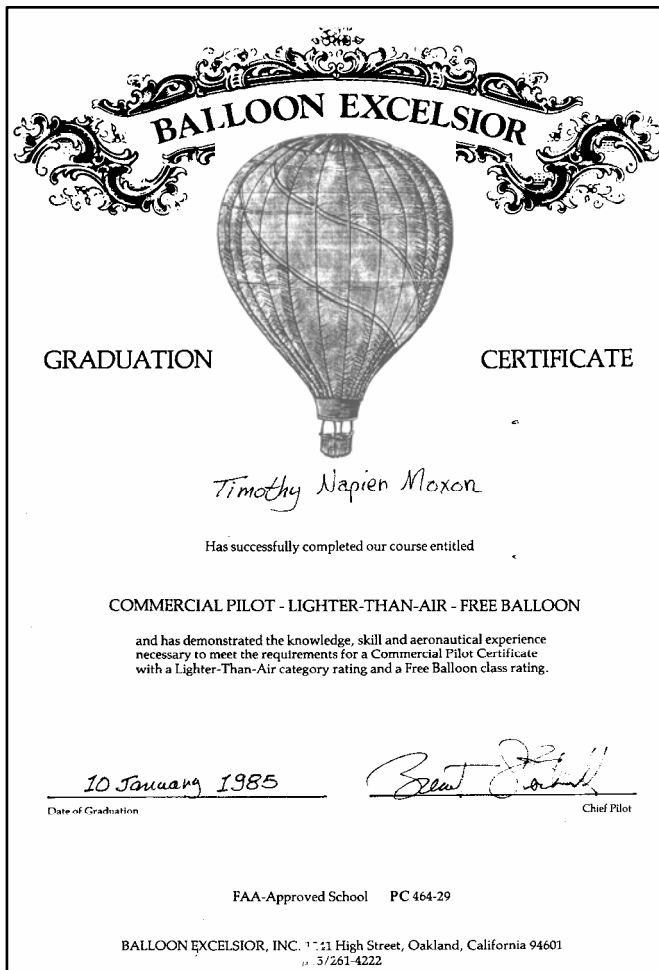 BALLOON EXCELSIOR
GRADUATION CERTIFICATE
Timothy Napien Moxon
Has successfully completed our course entitled
COMMERCIAL PILOT - LIGHTER-THAN-AIR - FREE BALLOON
and has demonstrated the knowledge, skill and aeronautical experience
necessary to meet the requirements for a Commercial Pilot Certificate
with a Lighter-Than-Air category rating and a Free Balloon class rating.
10 January 1985 Brent
Date of Graduation Chief Pilot
FAA-Approved School PC 464-29
BALLOON EXCELSIOR, INC. High Street, Oakland, California 94601
/261-4222